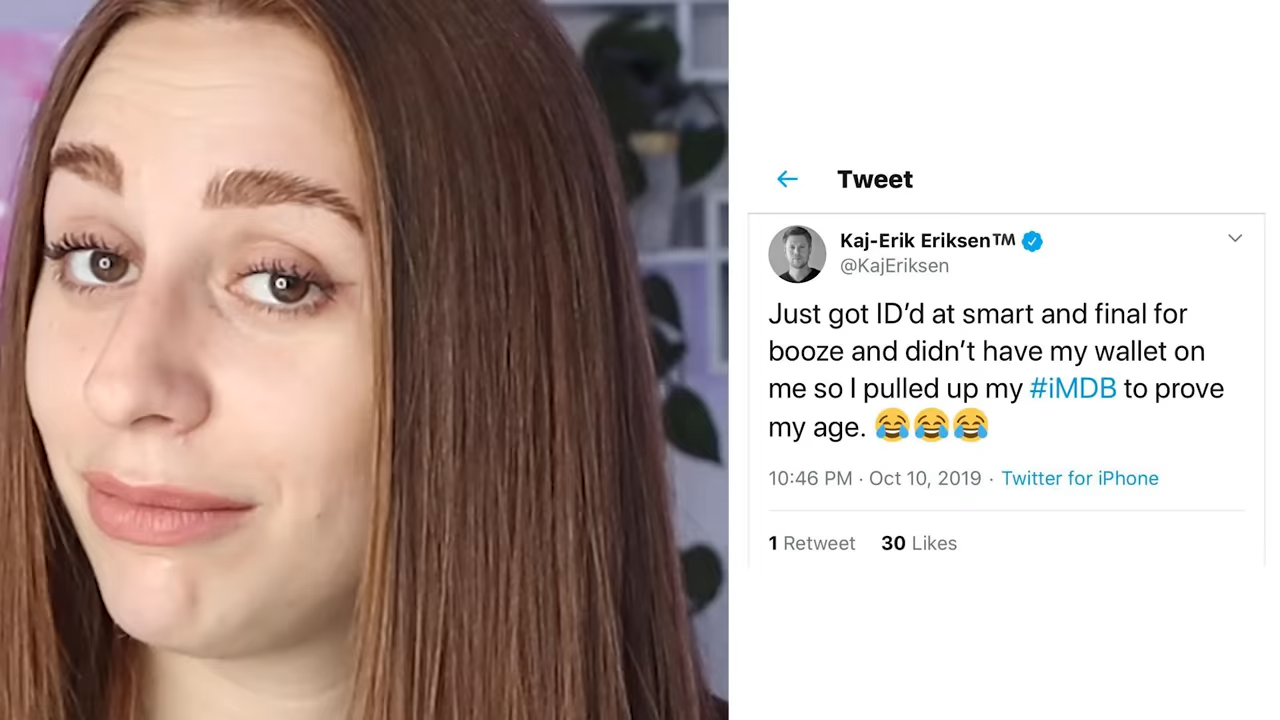 Tweet
Kaj-Erik Eriksen™
@KajEriksen
Just got ID’d at smart and final for
booze and didn’t have my wallet on
me so I pulled up my #iMDB to prove
my age. 😂😂😂
10:46 PM · Oct 10, 2019 · Twitter for iPhone
1 Retweet 30 Likes